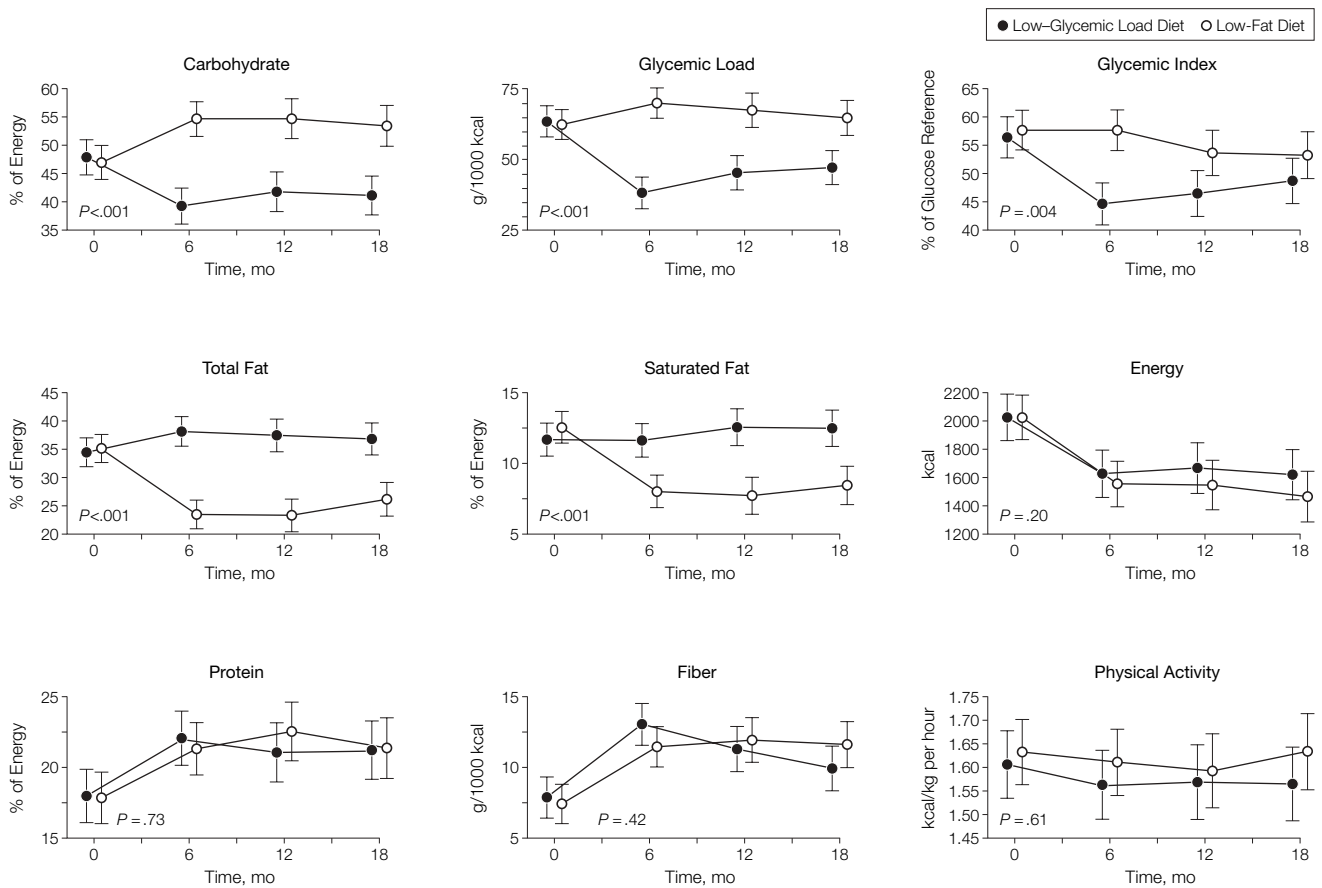 Low–Glycemic Load Diet Low-Fat Diet
Carbohydrate
% of Energy
60
55
50
45
40
35
P<.001
0 6 12 18
Time, mo
Glycemic Load
g/1000 kcal
75
50
25
P<.001
0 6 12 18
Time, mo
Glycemic Index
% of Glucose Reference
65
60
55
50
45
40
P=.004
0 6 12 18
Time, mo
Total Fat
% of Energy
45
40
35
30
25
20
P<.001
0 6 12 18
Time, mo
Saturated Fat
% of Energy
15
10
5
P<.001
0 6 12 18
Time, mo
Energy
kcal
2200
2000
1800
1600
1400
1200
P=.20
0 6 12 18
Time, mo
Protein
% of Energy
25
20
15
P=.73
0 6 12 18
Time, mo
Fiber
g/1000 kcal
15
10
5
P=.42
0 6 12 18
Time, mo
Physical Activity
kcal/kg per hour
1.75
1.70
1.65
1.60
1.55
1.50
1.45
P=.61
0 6 12 18
Time, mo